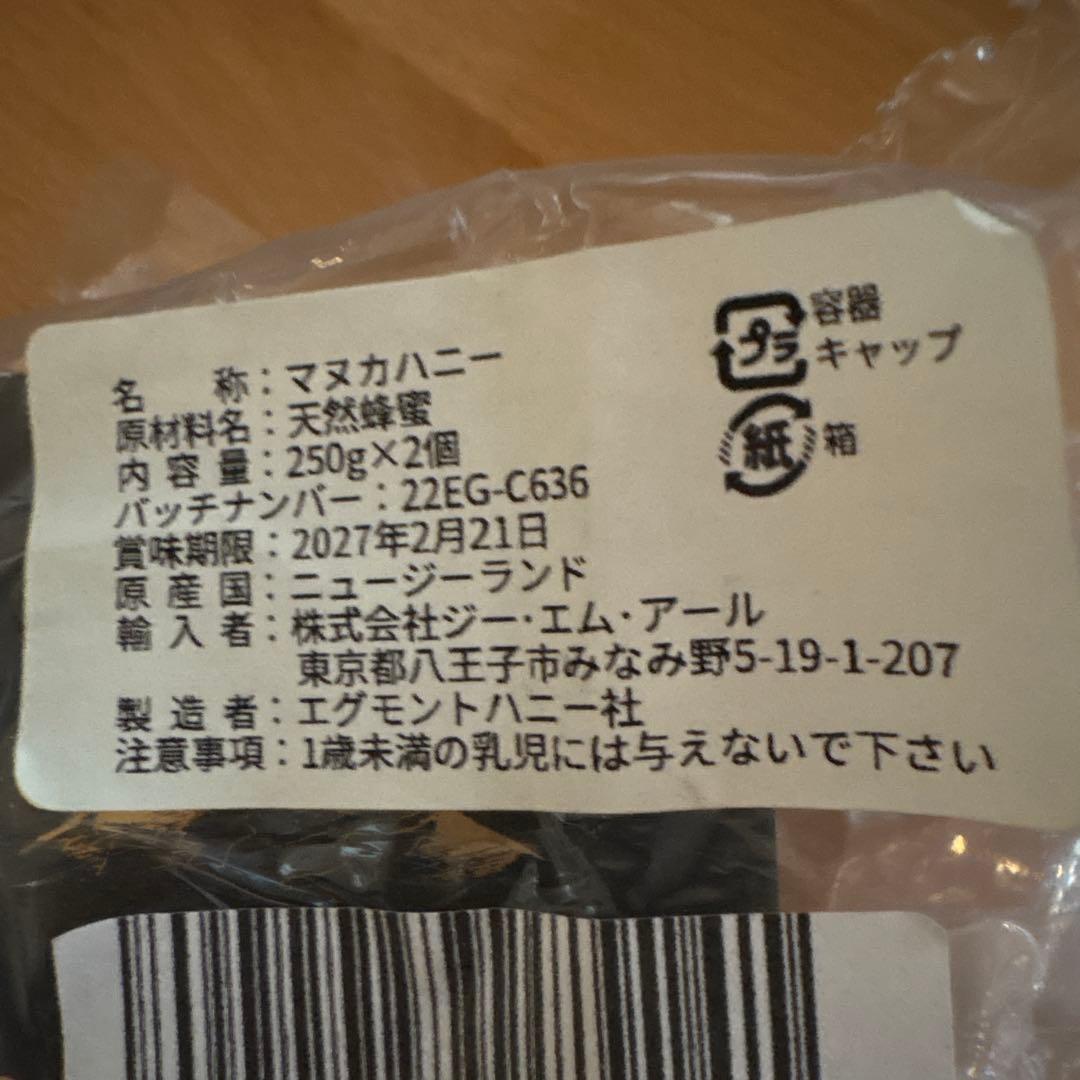 名 称：マヌカハニー
原材料名：天然蜂蜜
内 容 量：250g×2個
バッチナンバー：22EG-C636
賞味期限：2027年2月21日
原 産 国：ニュージーランド
輸 入 者：株式会社ジー・エム・アール
東京都八王子市みなみ野5-19-1-207
製 造 者：エグモントハニー社
注意事項：1歳未満の乳児には与えないで下さい
プラ 容器
キャップ
紙 箱